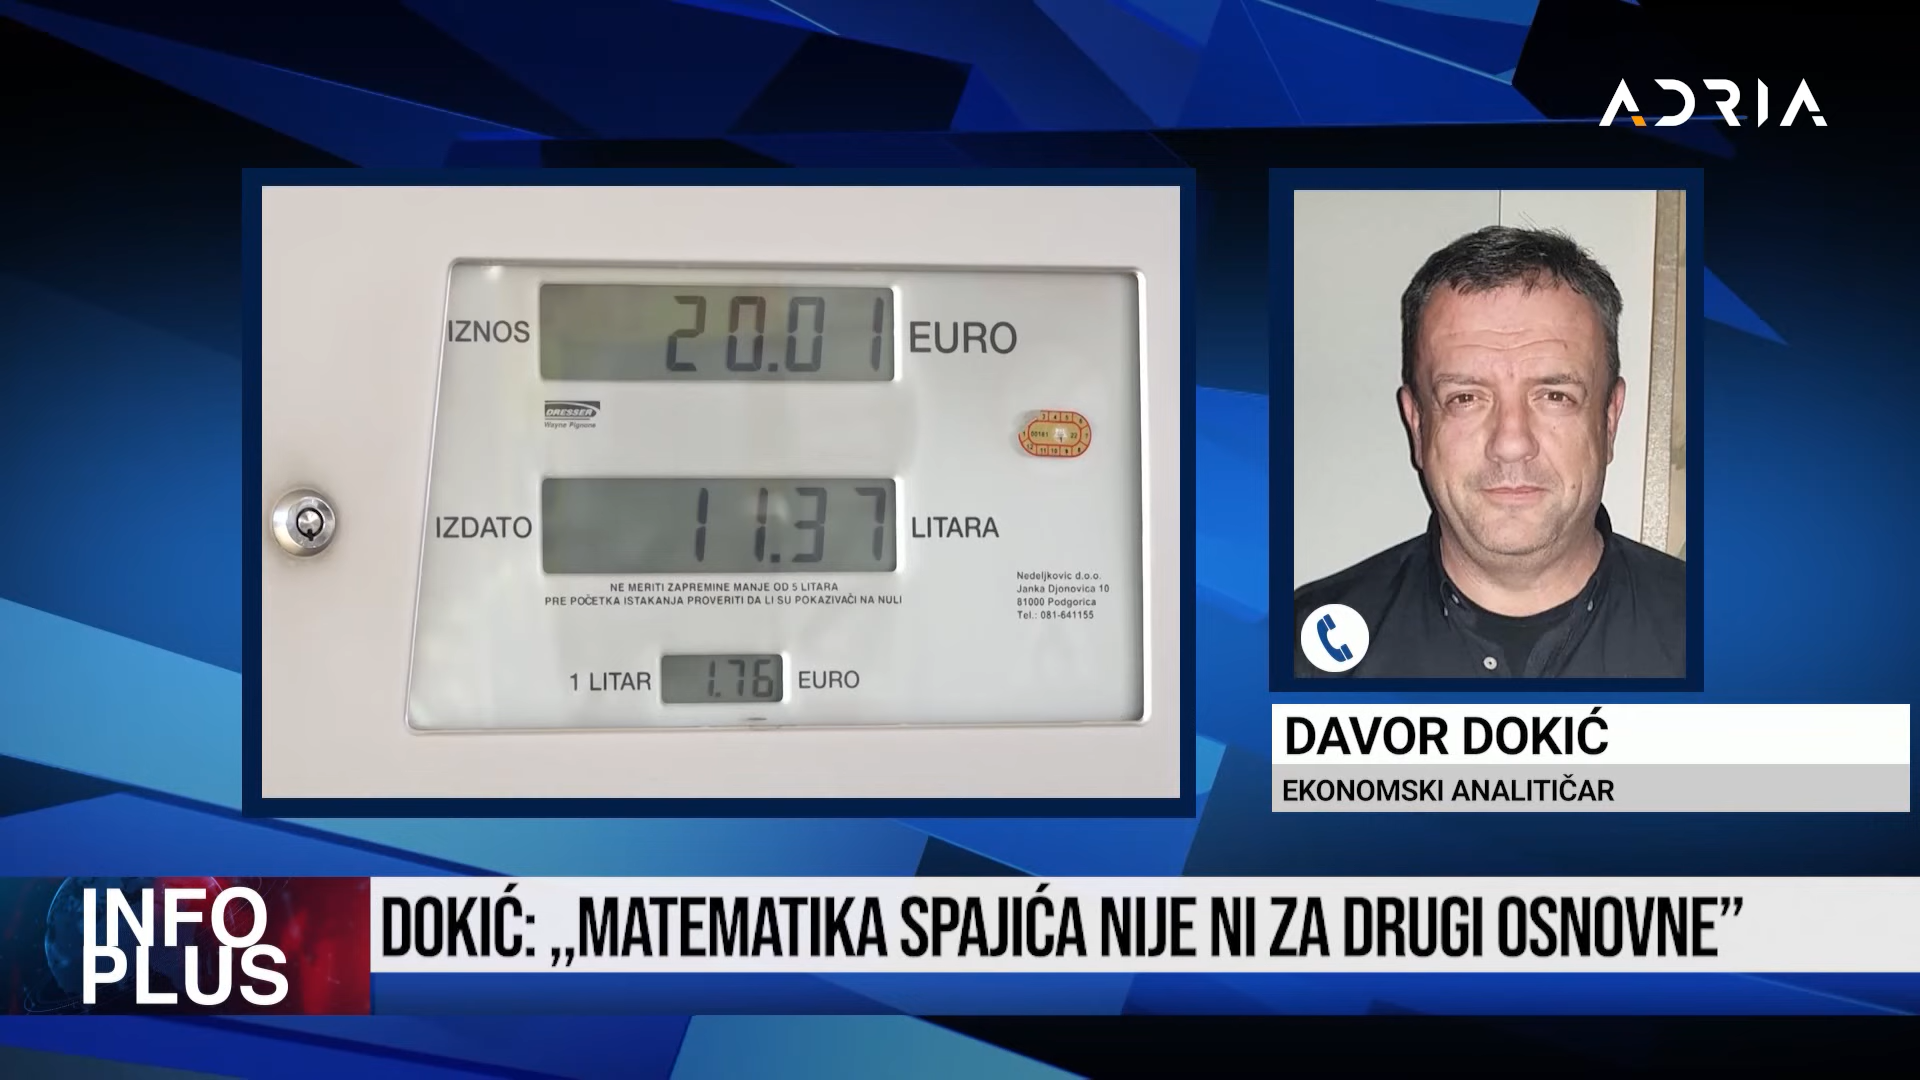 ADRIA
IZNOS 20.01 EURO
DRESSER
Wayne Pignone
IZDATO 11.37 LITARA
NE MERITI ZAPREMINE MANJE OD 5 LITARA
PRE POČETKA ISTAKANJA PROVERITI DA LI SU POKAZIVAČI NA NULI
Nedeljkovic d.o.o.
Janka Djonovica 10
81000 Podgorica
Tel.: 081-641155
1 LITAR 1.76 EURO
DAVOR DOKIĆ
EKONOMSKI ANALITIČAR
INFO
PLUS
DOKIĆ: ,,MATEMATIKA SPAJIĆA NIJE NI ZA DRUGI OSNOVNE”